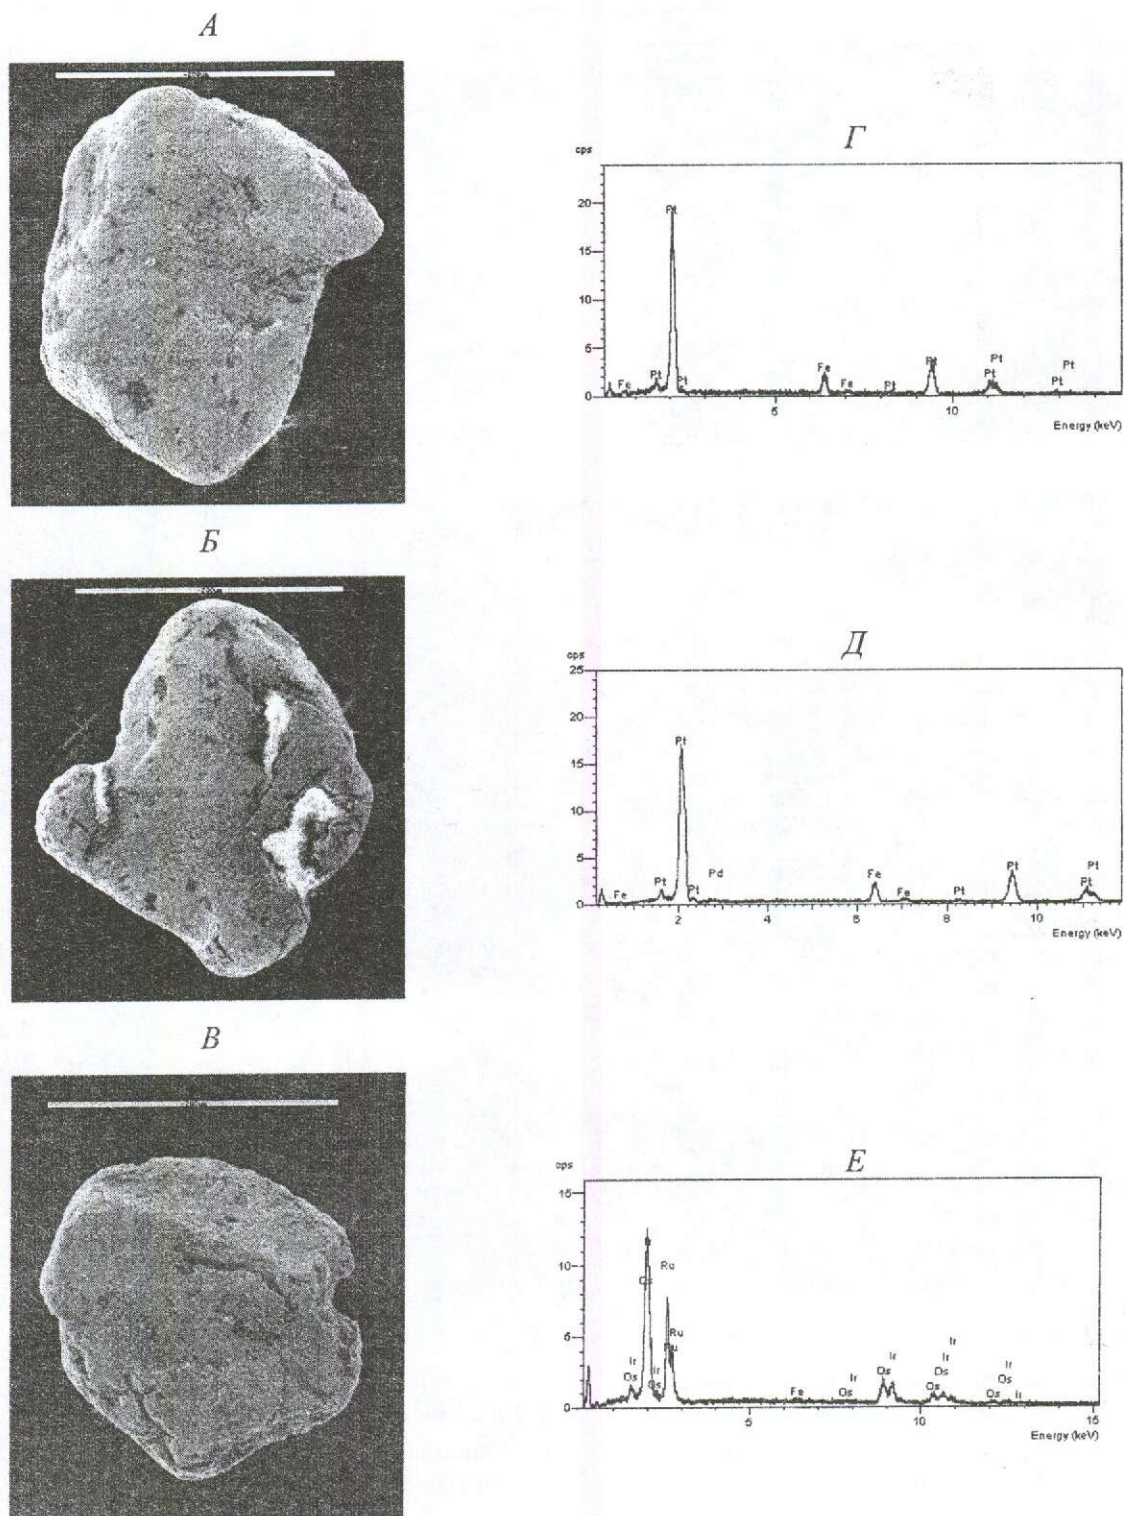 А
Г
cps
20
15
10
5
0
Fe
Pt
Pt
Pt
Fe
Fe
Pt
Pt
Pt
Pt
Pt
Pt
5
10
Energy (keV)
Б
Д
cps
25
20
15
10
5
0
Fe
Pt
Pt
Pt
Pd
Fe
Fe
Pt
Pt
Pt
Pt
2
4
6
8
10
Energy (keV)
В
Е
cps
15
10
5
0
Ir
Os
Os
Ir
Os
Ru
Ru
Fe
Ir
Os
Os
Ir
Os
Os
Ir
Ir
Os
Os
Ir
Ir
5
10
15
Energy (keV)